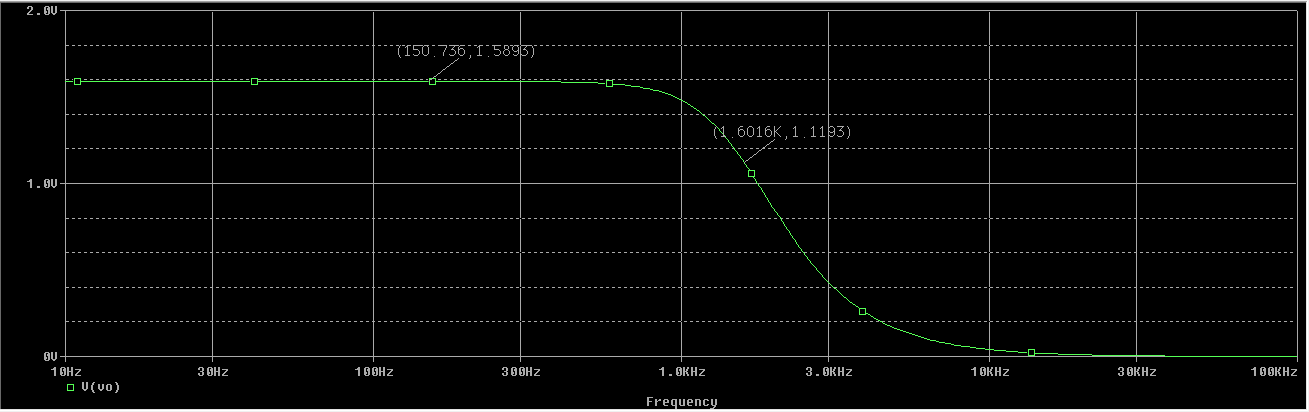 2.0V
(150.736,1.5893)
(1.6016K,1.1193)
1.0V
0V
10Hz 30Hz 100Hz 300Hz 1.0KHz 3.0KHz 10KHz 30KHz 100KHz
V(vo)
Frequency